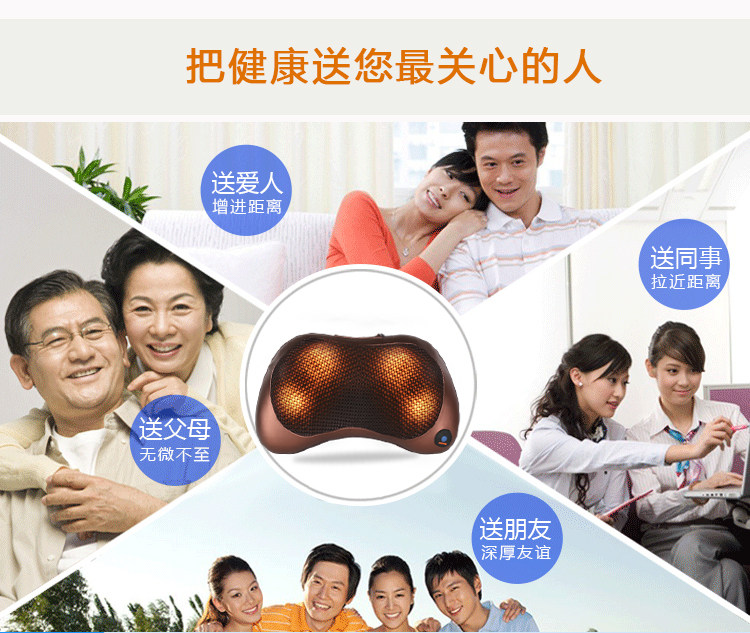 把健康送您最关心的人
送爱人
增进距离
送同事
拉近距离
送父母
无微不至
送朋友
深厚友谊